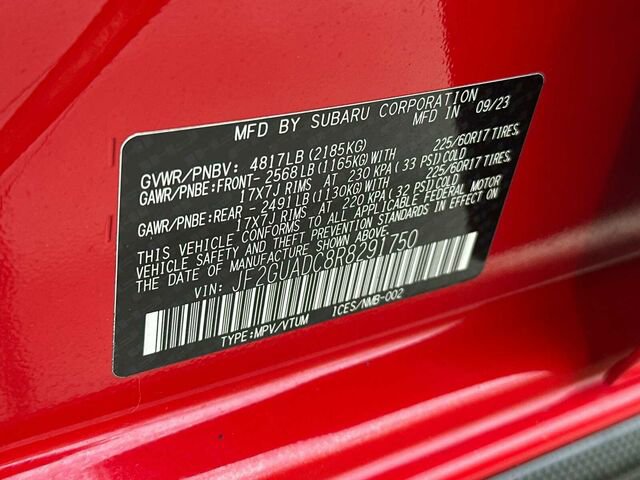 MFD BY SUBARU CORPORATION
MFD IN 09/23
GVWR/PNBV: 4817LB (2185KG)
GAWR/PNBE:FRONT- 2568LB (1165KG) WITH 225/60R17 TIRES,
17X7J RIMS AT 230 KPA (33 PSI) COLD
GAWR/PNBE: REAR - 2491LB (1130KG) WITH 225/60R17 TIRES,
17X7J RIMS AT 220 KPA (32 PSI) COLD
THIS VEHICLE CONFORMS TO ALL APPLICABLE FEDERAL MOTOR
VEHICLE SAFETY AND BUMPER STANDARDS IN EFFECT ON
DATE OF MANUFACTURE SHOWN ABOVE.
VIN: JF2GUADC8R8291750
TYPE:MPV/VTUM ICES/NMB-002